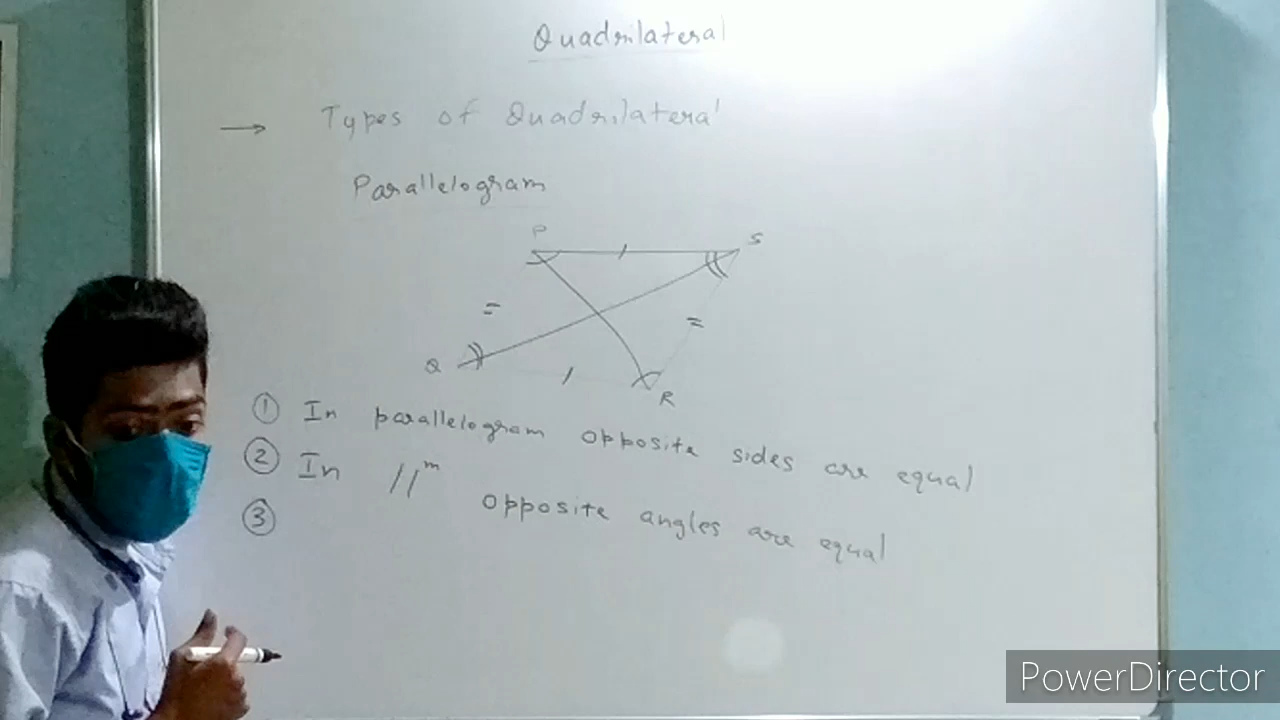 Quadrilateral
→ Types of Quadrilateral
Parallelogram
P S
Q R
① In parallelogram opposite sides are equal
② In //m opposite angles are equal
③
PowerDirector